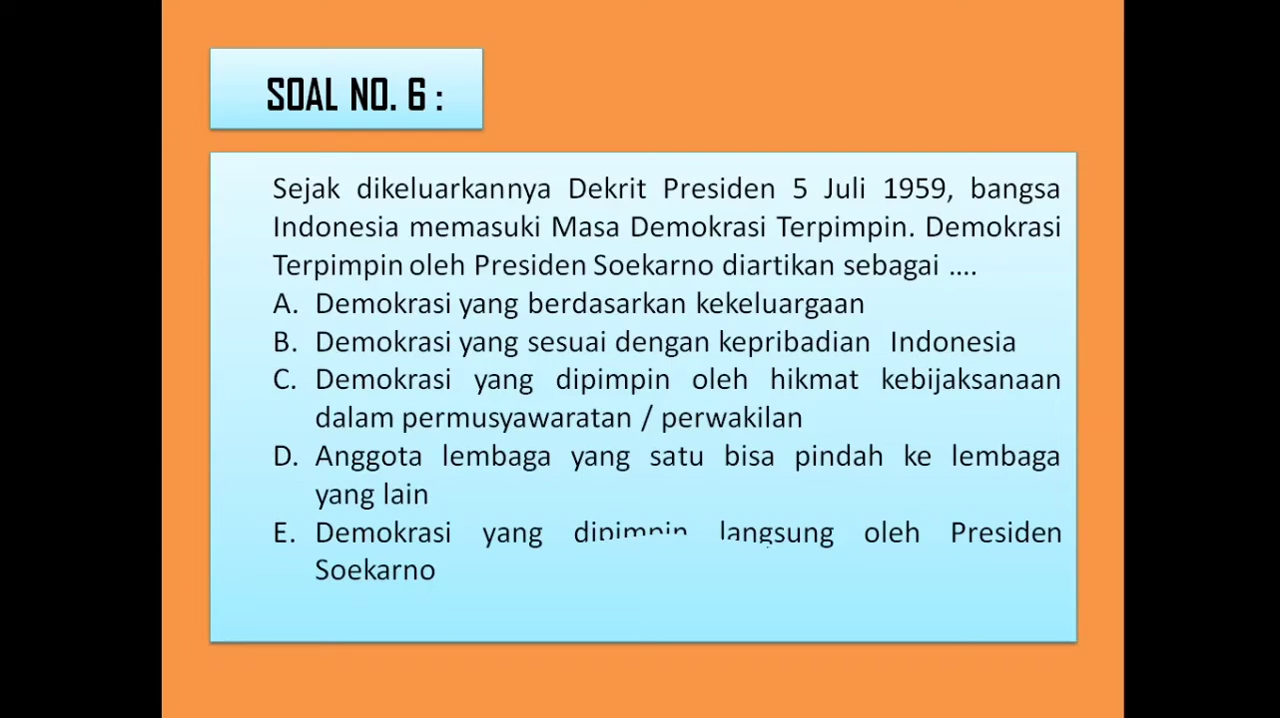 SOAL NO. 6 :
Sejak dikeluarkannya Dekrit Presiden 5 Juli 1959, bangsa
Indonesia memasuki Masa Demokrasi Terpimpin. Demokrasi
Terpimpin oleh Presiden Soekarno diartikan sebagai ....
A. Demokrasi yang berdasarkan kekeluargaan
B. Demokrasi yang sesuai dengan kepribadian Indonesia
C. Demokrasi yang dipimpin oleh hikmat kebijaksanaan
dalam permusyawaratan / perwakilan
D. Anggota lembaga yang satu bisa pindah ke lembaga
yang lain
E. Demokrasi yang dipimpin langsung oleh Presiden
Soekarno